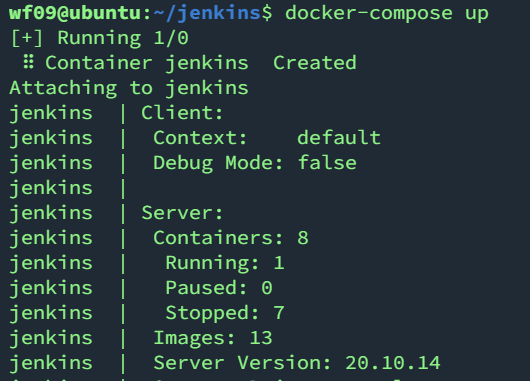 wf09@ubuntu:~/jenkins$ docker-compose up
[+] Running 1/0
⠿ Container jenkins  Created
Attaching to jenkins
jenkins  | Client:
jenkins  |  Context:    default
jenkins  |  Debug Mode: false
jenkins  |
jenkins  | Server:
jenkins  |  Containers: 8
jenkins  |   Running: 1
jenkins  |   Paused: 0
jenkins  |   Stopped: 7
jenkins  |  Images: 13
jenkins  |  Server Version: 20.10.14